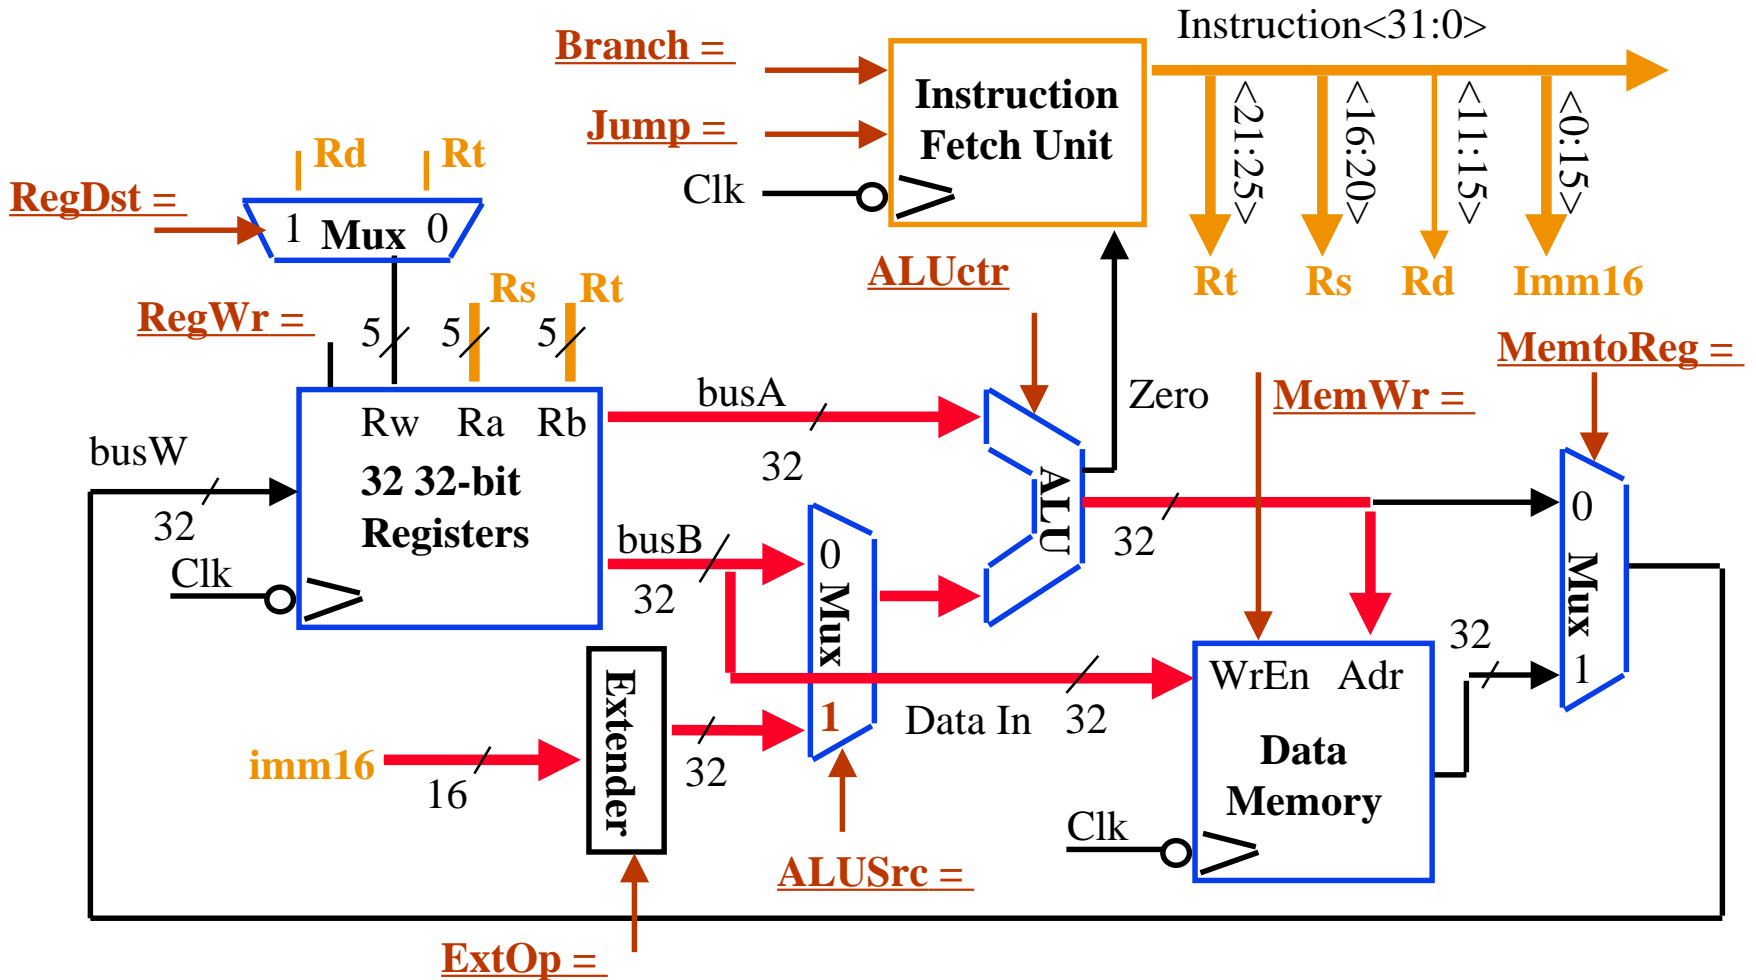 Instruction<31:0>
Branch =
Instruction
Fetch Unit
Jump =
Clk
<21:25>
<16:20>
<11:15>
<0:15>
Rd
Rt
RegDst =
1
Mux
0
ALUctr
Rt
Rs
Rd
Imm16
Rs
Rt
RegWr =
5
5
5
MemtoReg =
busA
Zero
MemWr =
Rw
Ra
Rb
busW
32
32 32-bit
Registers
32
ALU
32
0
Mux
1
Clk
busB
32
0
Mux
1
32
WrEn
Adr
Data In
32
Extender
imm16
16
32
Data
Memory
Clk
ALUSrc =
ExtOp =